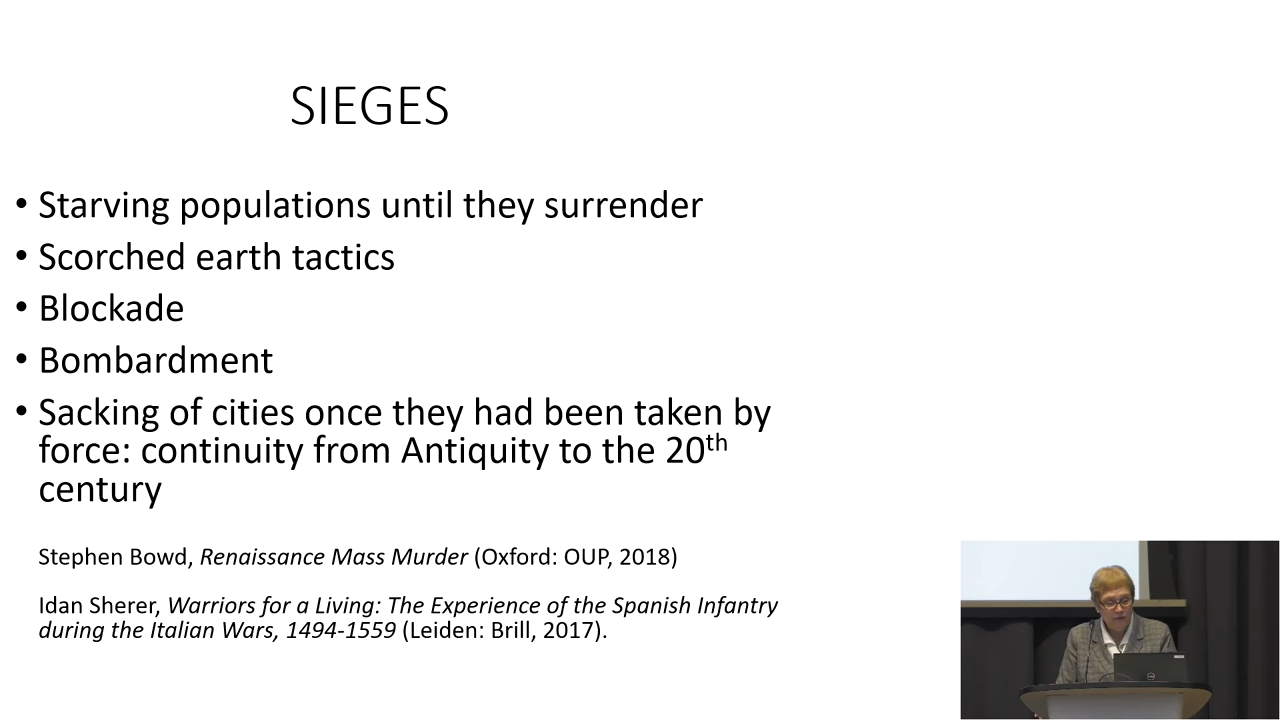 SIEGES
• Starving populations until they surrender
• Scorched earth tactics
• Blockade
• Bombardment
• Sacking of cities once they had been taken by
force: continuity from Antiquity to the 20th
century
Stephen Bowd, Renaissance Mass Murder (Oxford: OUP, 2018)
Idan Sherer, Warriors for a Living: The Experience of the Spanish Infantry
during the Italian Wars, 1494-1559 (Leiden: Brill, 2017).